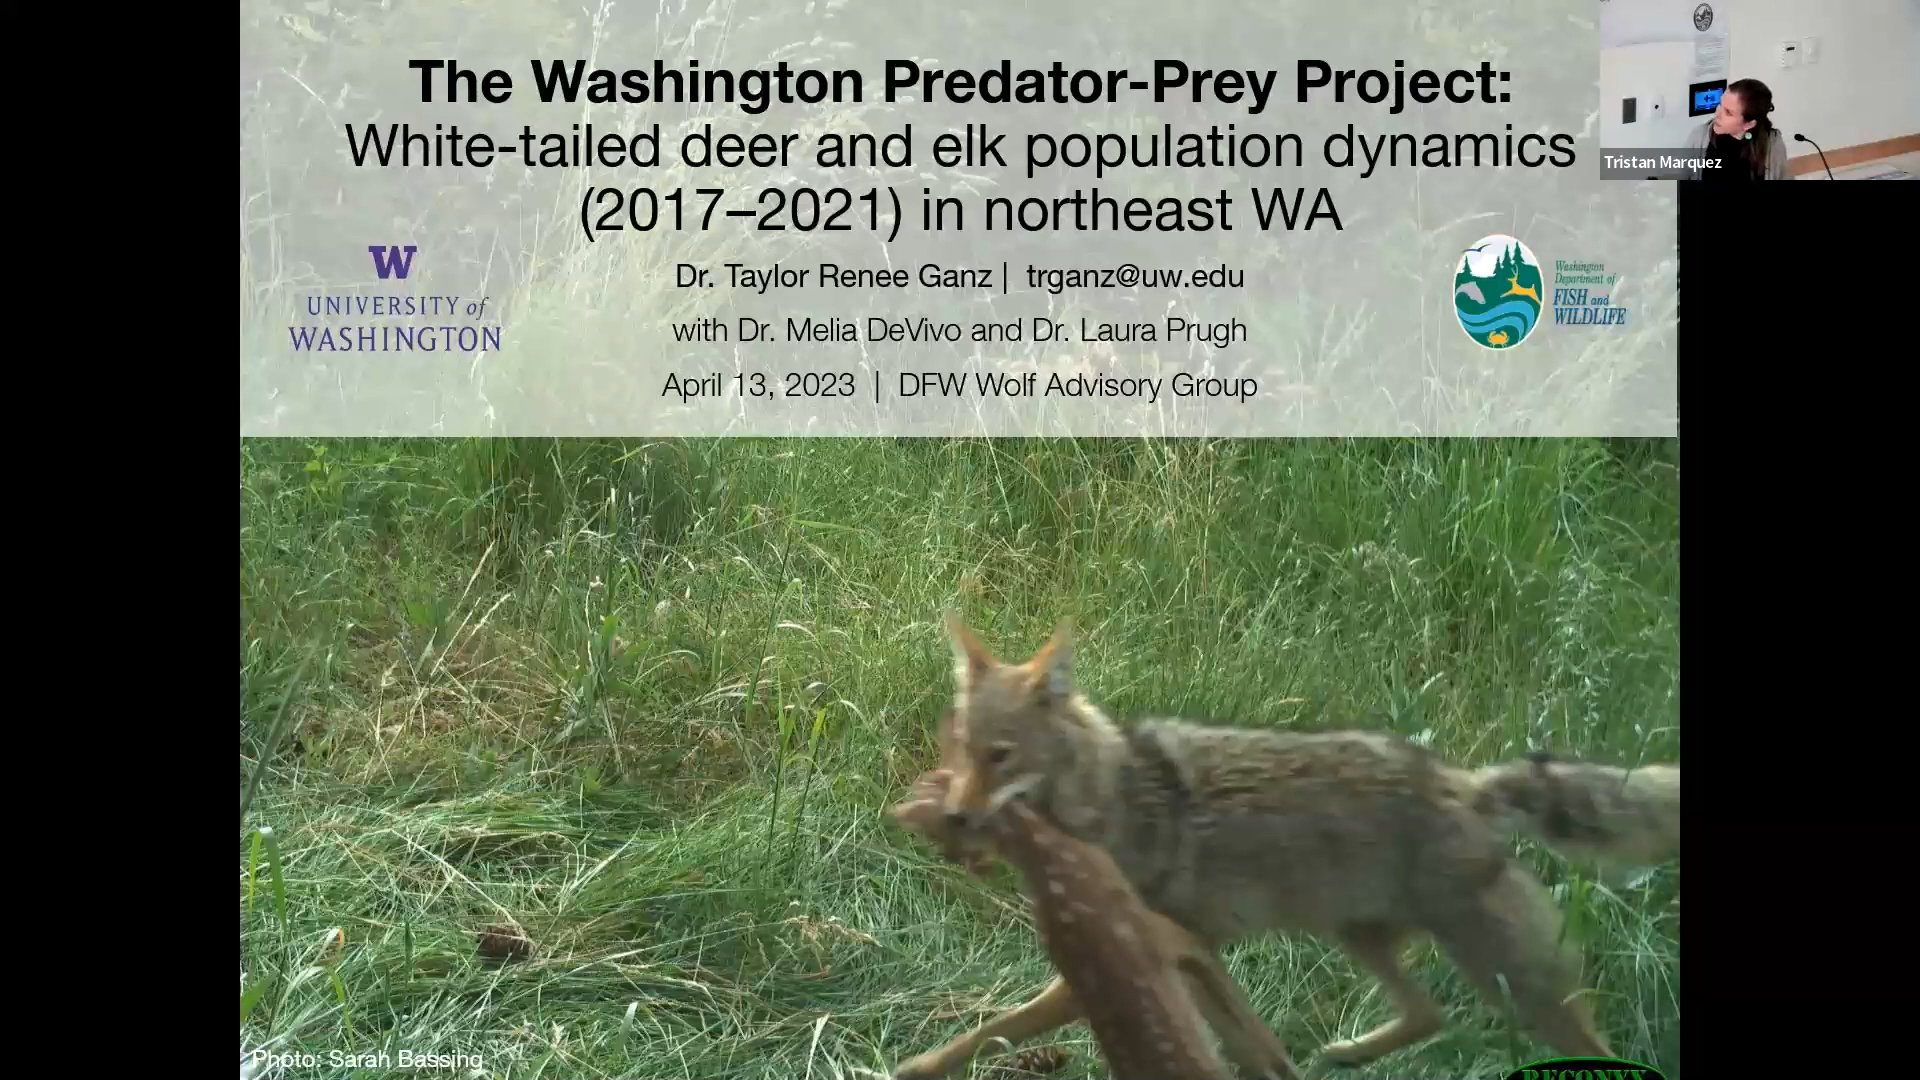 The Washington Predator-Prey Project:
White-tailed deer and elk population dynamics
(2017–2021) in northeast WA
Tristan Marquez
W
UNIVERSITY of
WASHINGTON
Dr. Taylor Renee Ganz | trganz@uw.edu
with Dr. Melia DeVivo and Dr. Laura Prugh
April 13, 2023 | DFW Wolf Advisory Group
Washington
Department of
FISH and
WILDLIFE
Photo: Sarah Bassing
RECONYX